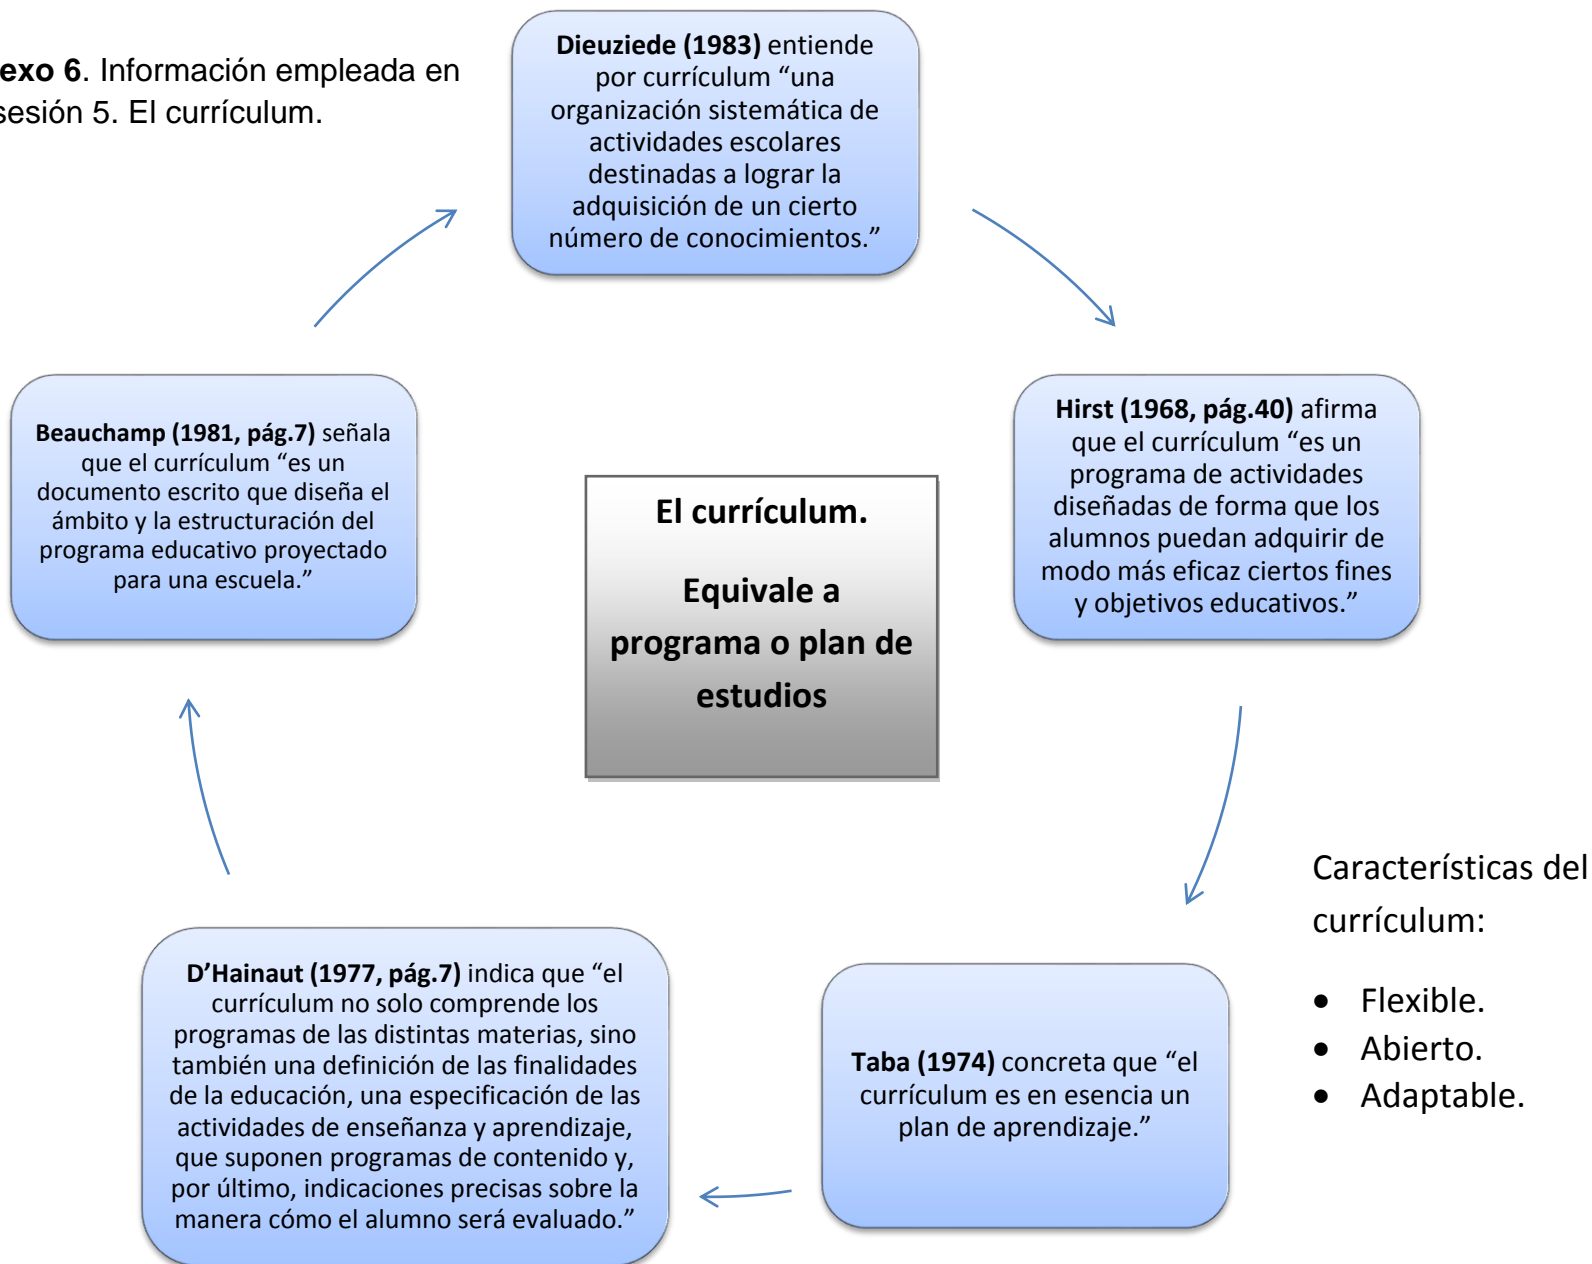 exo 6. Información empleada en
sesión 5. El currículum.
Dieuziede (1983) entiende
por currículum “una
organización sistemática de
actividades escolares
destinadas a lograr la
adquisición de un cierto
número de conocimientos.”
Hirst (1968, pág.40) afirma
que el currículum “es un
programa de actividades
diseñadas de forma que los
alumnos puedan adquirir de
modo más eficaz ciertos fines
y objetivos educativos.”
Taba (1974) concreta que “el
currículum es en esencia un
plan de aprendizaje.”
D’Hainaut (1977, pág.7) indica que “el
currículum no solo comprende los
programas de las distintas materias, sino
también una definición de las finalidades
de la educación, una especificación de las
actividades de enseñanza y aprendizaje,
que suponen programas de contenido y,
por último, indicaciones precisas sobre la
manera cómo el alumno será evaluado.”
Beauchamp (1981, pág.7) señala
que el currículum “es un
documento escrito que diseña el
ámbito y la estructuración del
programa educativo proyectado
para una escuela.”
El currículum.
Equivale a
programa o plan de
estudios
Características del
currículum:
• Flexible.
• Abierto.
• Adaptable.